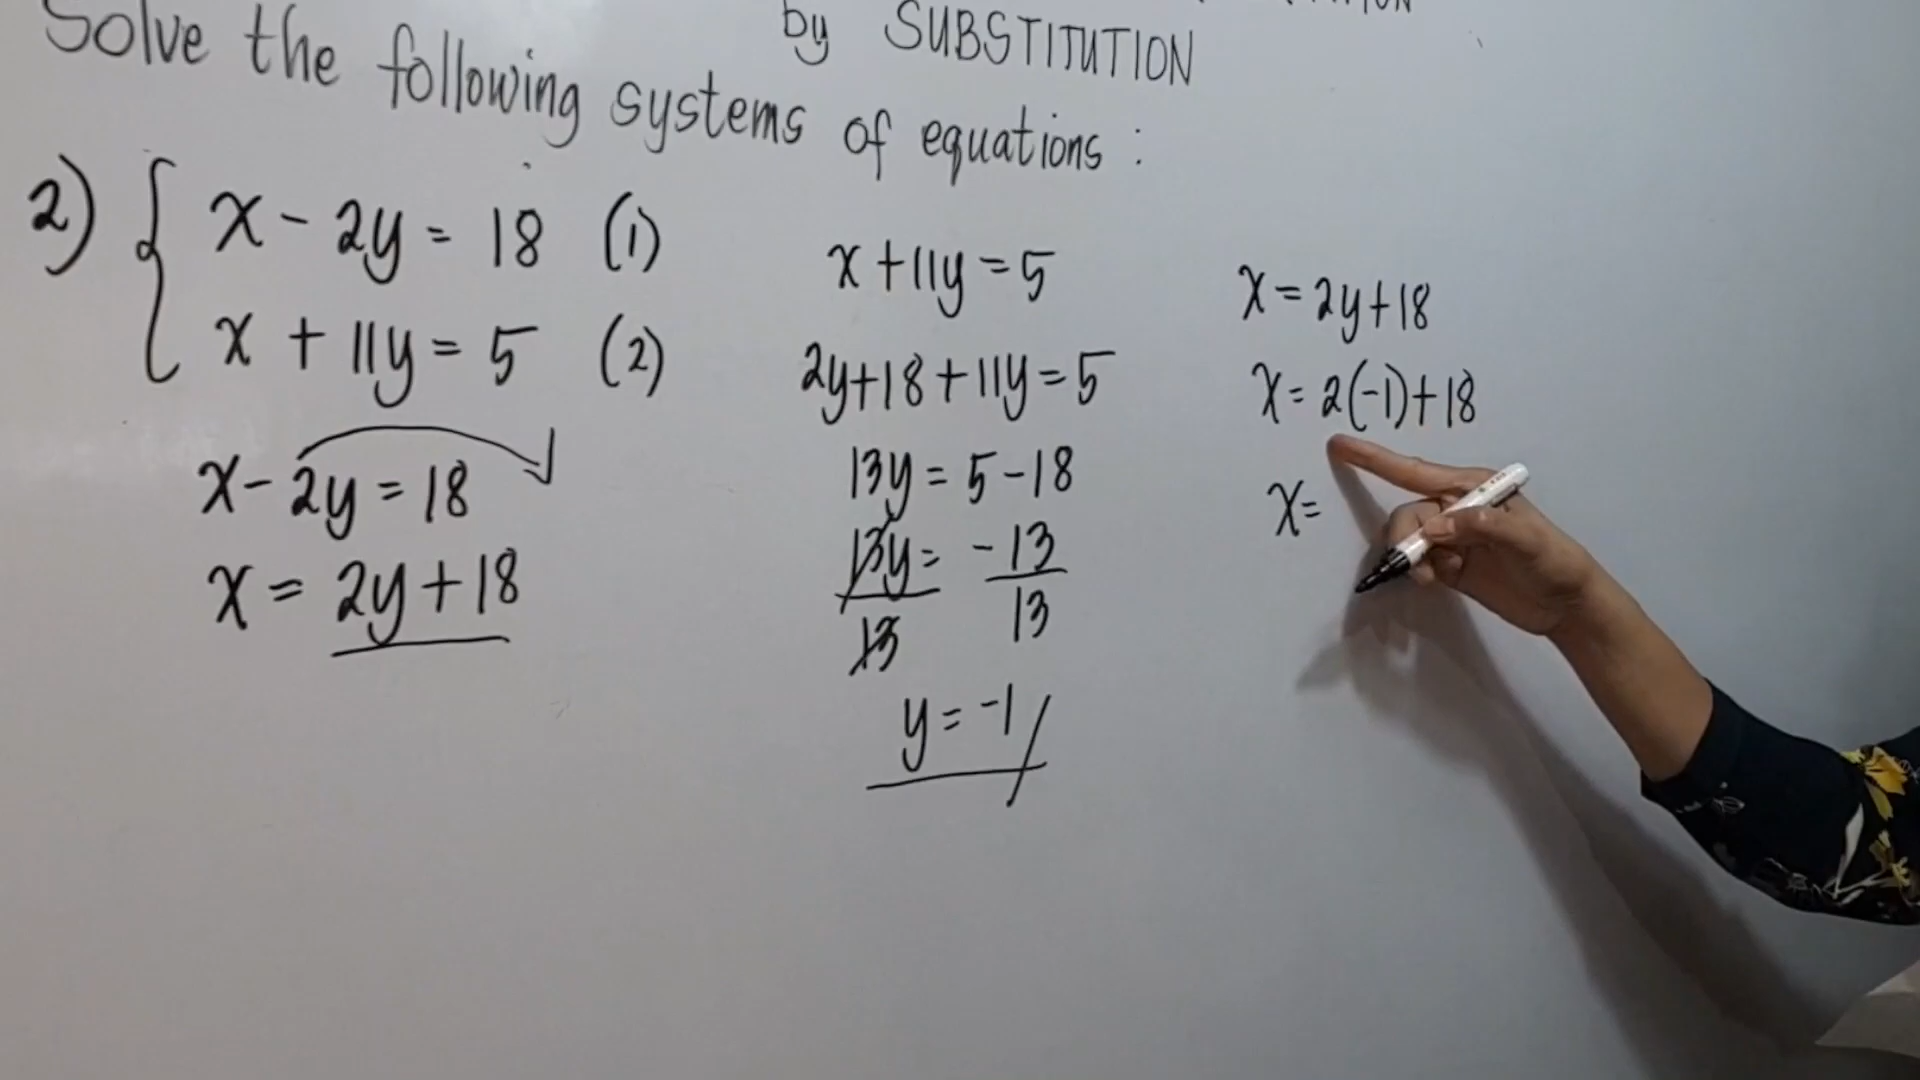 by SUBSTITUTION
Solve the following systems of equations :
2) x - 2y = 18 (1)
x + 11y = 5 (2)
x - 2y = 18
x = 2y + 18
x + 11y = 5
2y + 18 + 11y = 5
13y = 5 - 18
13y = - 13
13 13
y = -1
x = 2y + 18
x = 2(-1) + 18
x =